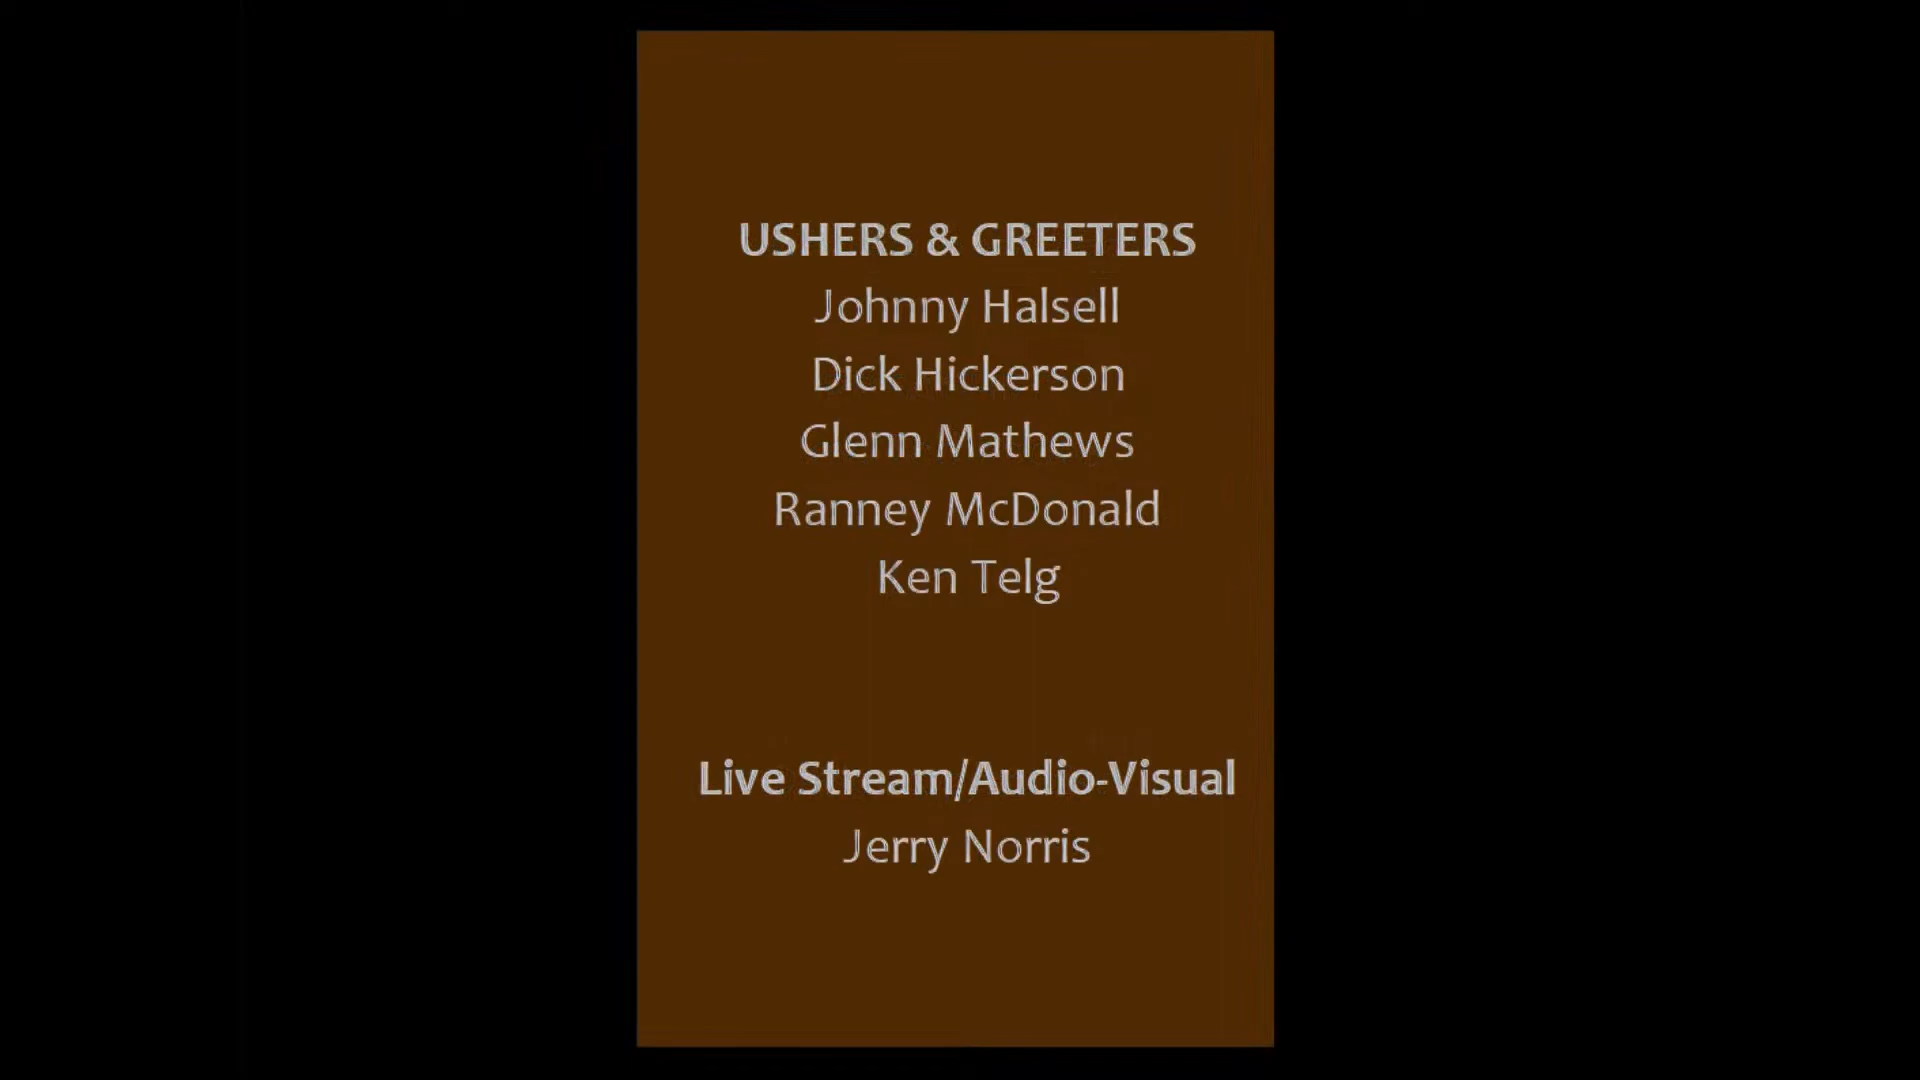 USHERS & GREETERS
Johnny Halsell
Dick Hickerson
Glenn Mathews
Ranney McDonald
Ken Telg
Live Stream/Audio-Visual
Jerry Norris